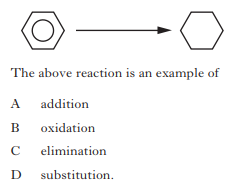 The above reaction is an example of
A addition
B oxidation
C elimination
D substitution.